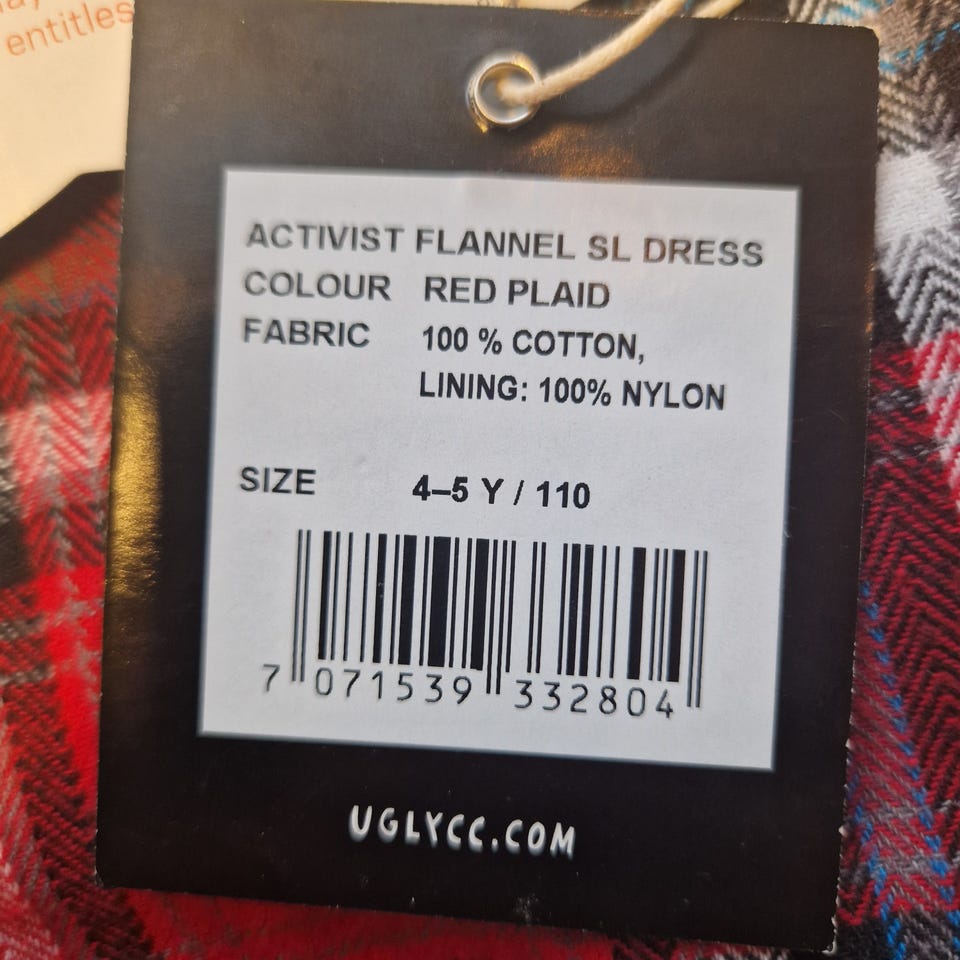 entitles
ACTIVIST FLANNEL SL DRESS
COLOUR RED PLAID
FABRIC 100 % COTTON,
LINING: 100% NYLON
SIZE 4–5 Y / 110
7 071539 332804
UGLYCC.COM